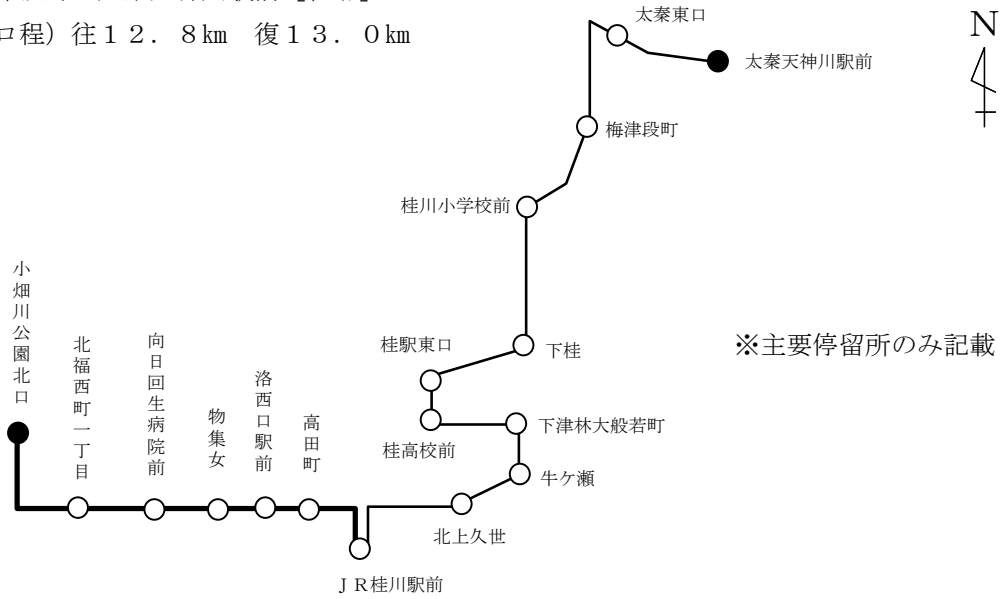 ロ程）往１２．８㎞　復１３．０㎞
太秦東口
N
太秦天神川駅前
梅津段町
桂川小学校前
小畑川公園北口
北福西町一丁目
向日回生病院前
物集女
洛西口駅前
高田町
桂駅東口
下桂
※主要停留所のみ記載
桂高校前
下津林大般若町
牛ケ瀬
北上久世
ＪＲ桂川駅前